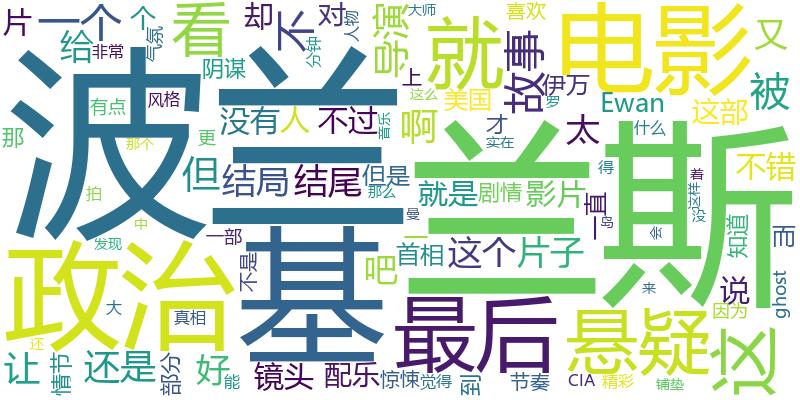 片 一个 个 给 看 却 不 对 导演 人物 大师 喜欢 电影 又
非常 气氛 阴谋 分钟 就 故事 伊万 被
波兰斯基 兰斯
那 有点 风格 没有 人 不过 上 啊 美国 罗 Ewan 这部
更 音乐 这么 才 太 什么 实在 不错
那个 但 结局 结尾 但是 就是 剧情 影片 一直 得 着 没 这样
拍 那么 曼 岛 会 知道 而
政治 中 一部 不是 吧 一 首相 这个 片子 说 ghost
发现 最后 悬疑 来 因为 这
大 真相
还 让 情节 还是 部分 好 能 镜头 配乐 惊悚 觉得 到 节奏 CIA 精彩 铺垫